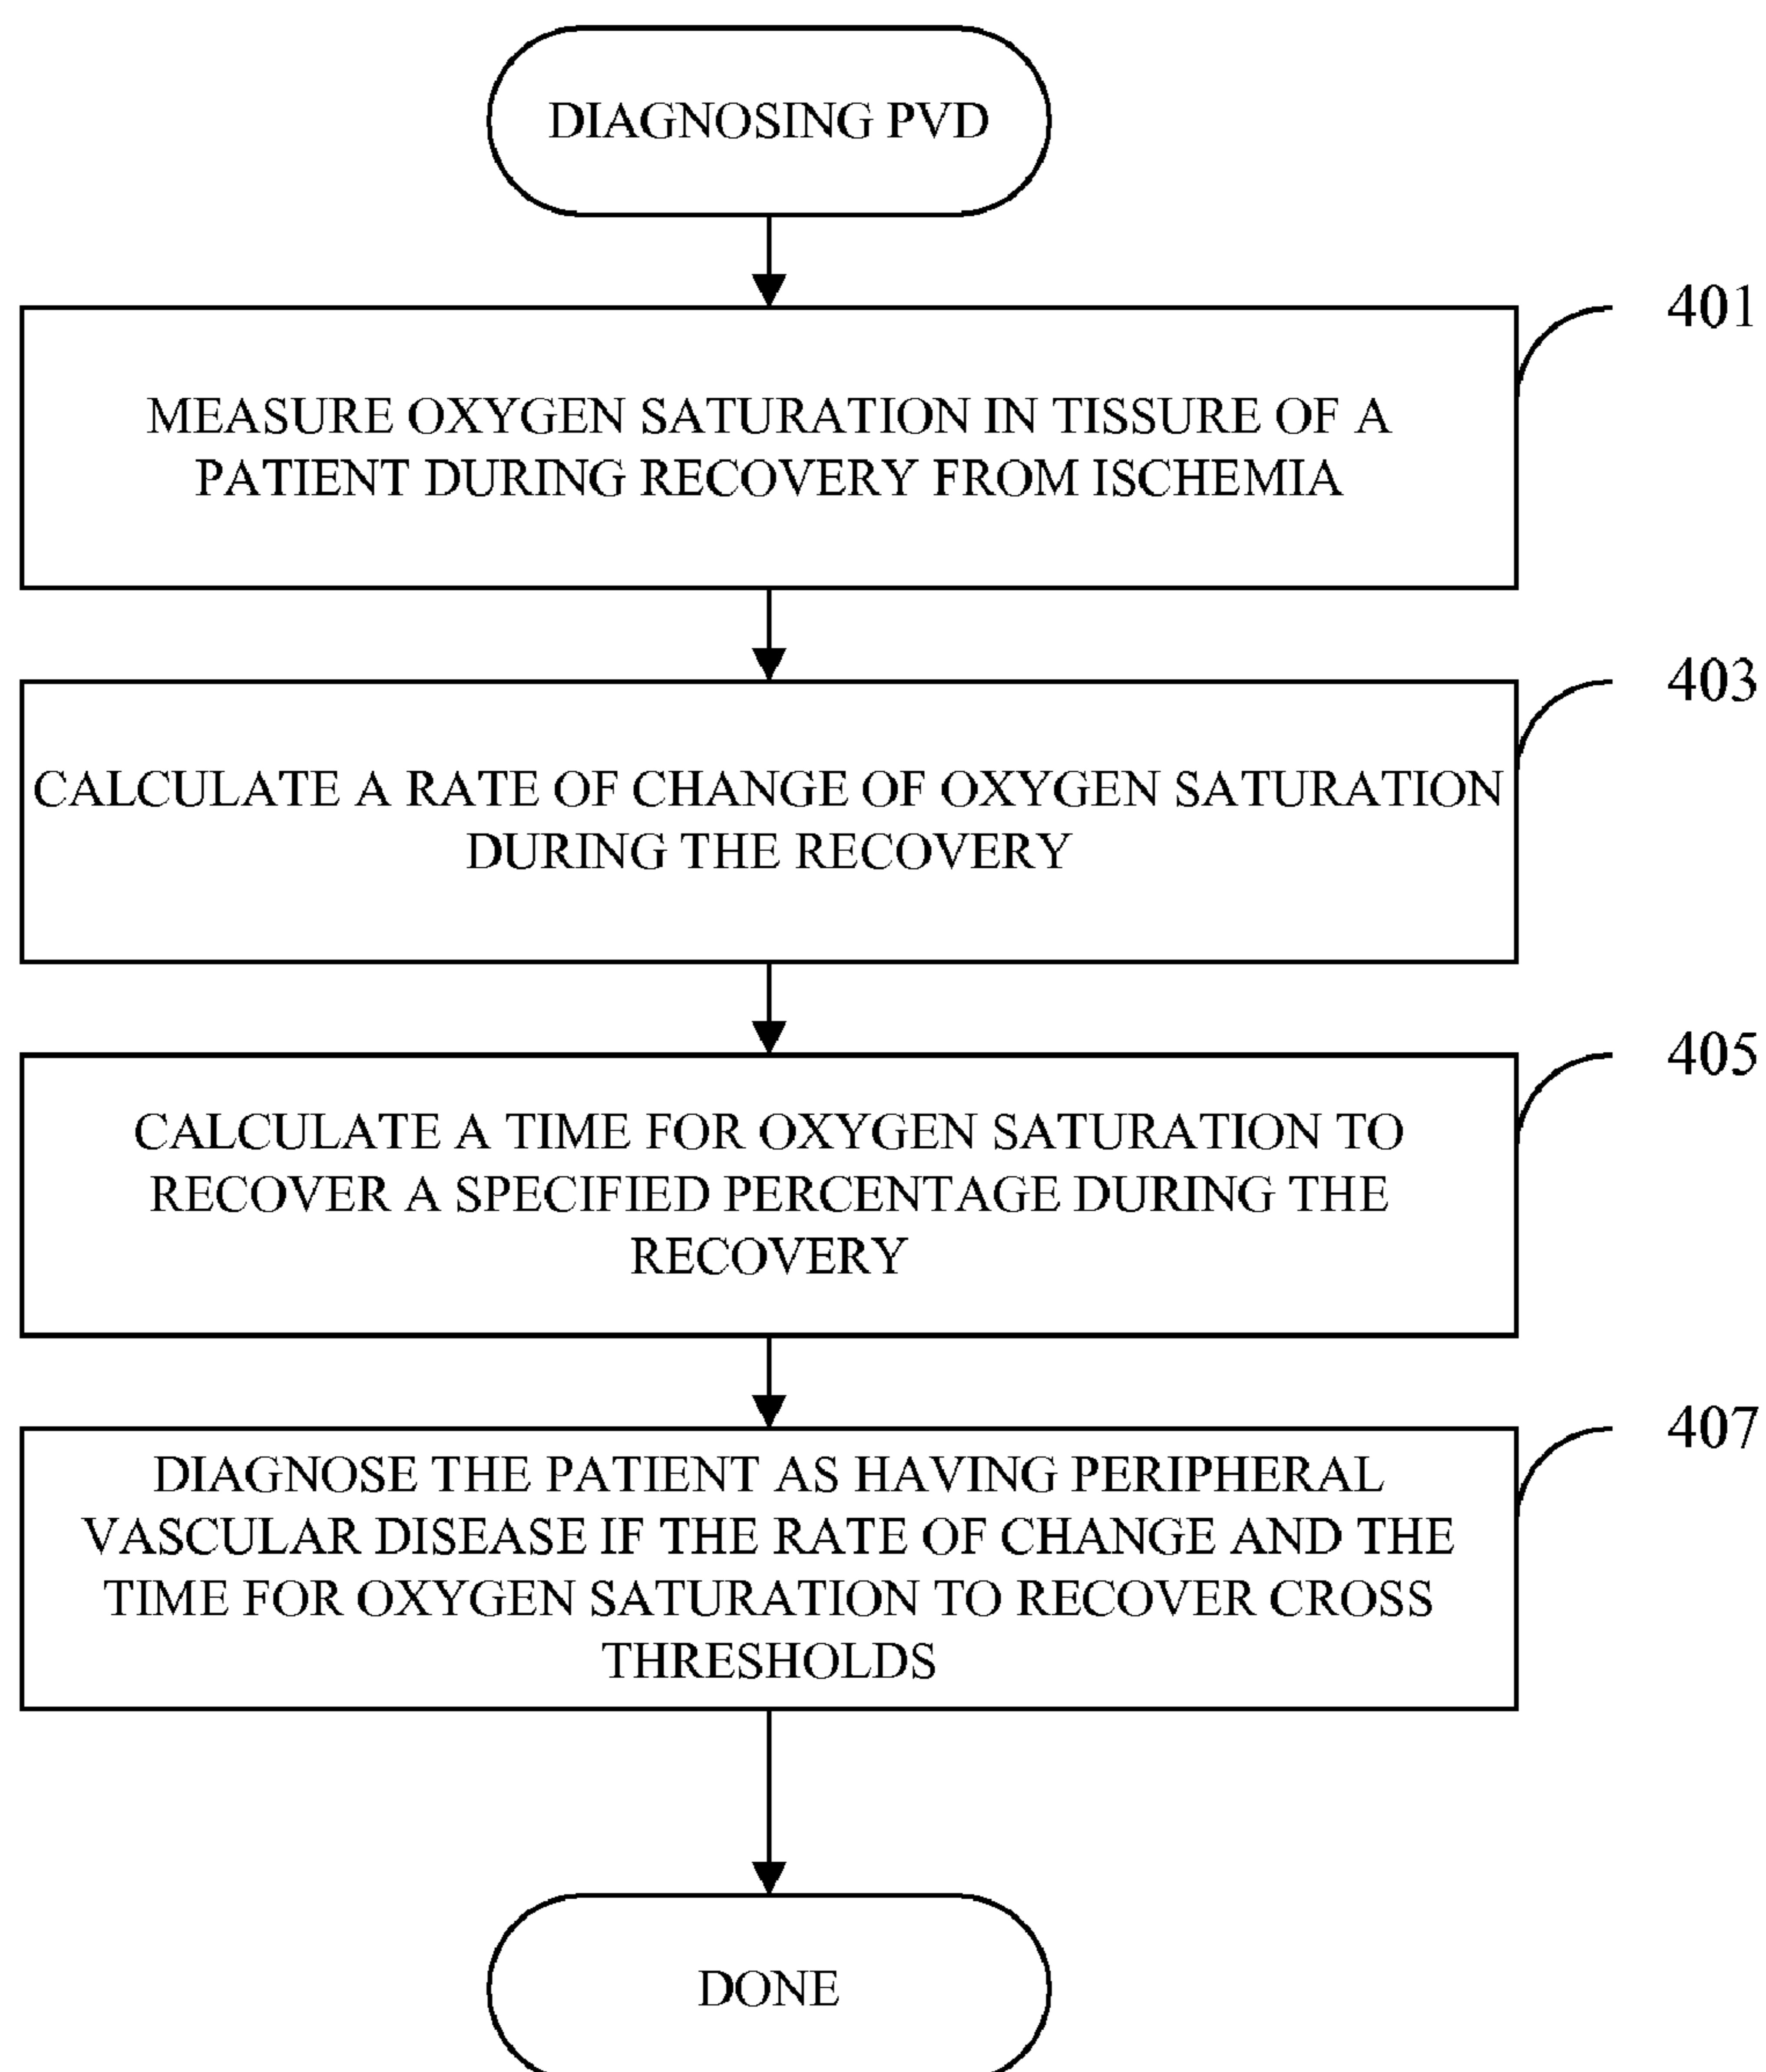 DIAGNOSING PVD
401
MEASURE OXYGEN SATURATION IN TISSURE OF A
PATIENT DURING RECOVERY FROM ISCHEMIA
403
CALCULATE A RATE OF CHANGE OF OXYGEN SATURATION
DURING THE RECOVERY
405
CALCULATE A TIME FOR OXYGEN SATURATION TO
RECOVER A SPECIFIED PERCENTAGE DURING THE
RECOVERY
407
DIAGNOSE THE PATIENT AS HAVING PERIPHERAL
VASCULAR DISEASE IF THE RATE OF CHANGE AND THE
TIME FOR OXYGEN SATURATION TO RECOVER CROSS
THRESHOLDS
DONE